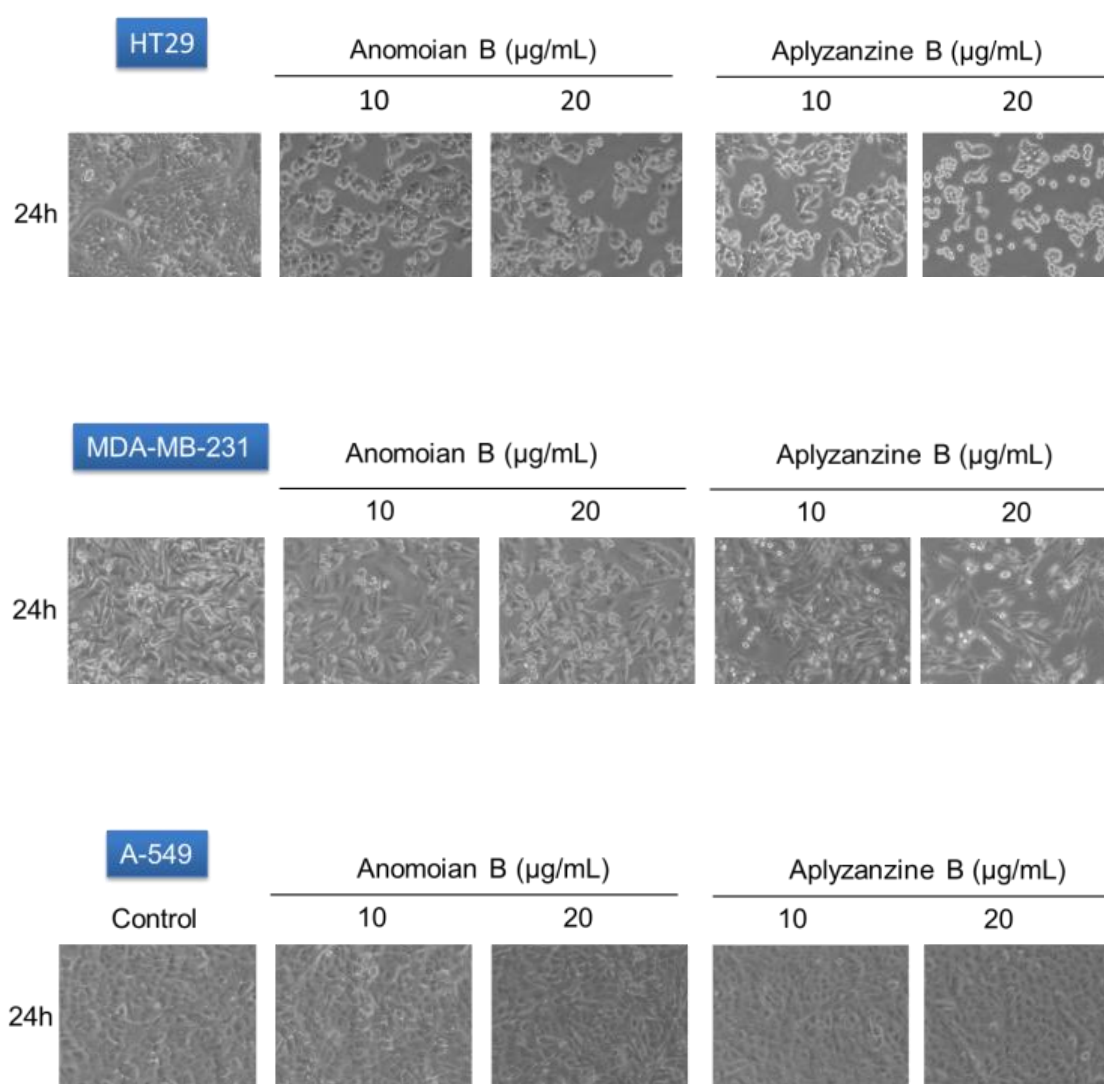 HT29
Anomoian B (µg/mL) Aplyzanzine B (µg/mL)
10 20 10 20
24h
MDA-MB-231
Anomoian B (µg/mL) Aplyzanzine B (µg/mL)
10 20 10 20
24h
A-549
Anomoian B (µg/mL) Aplyzanzine B (µg/mL)
Control 10 20 10 20
24h